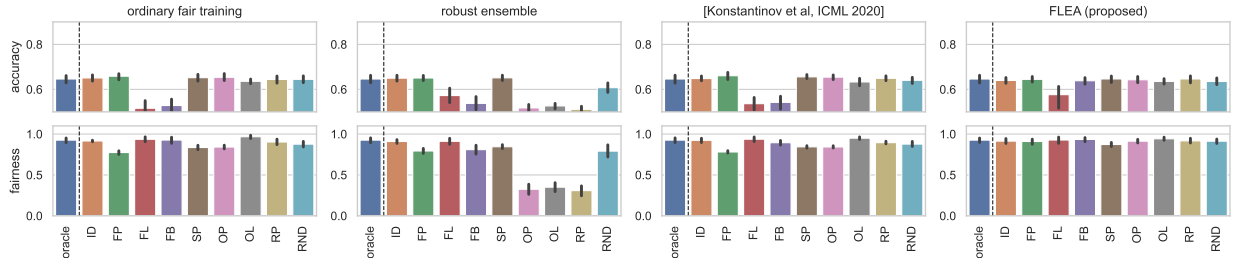 ordinary fair training
robust ensemble
[Konstantinov et al, ICML 2020]
FLEA (proposed)
accuracy
0.8
0.6
0.8
0.6
0.8
0.6
0.8
0.6
fairness
1.0
0.5
0.0
1.0
0.5
0.0
1.0
0.5
0.0
1.0
0.5
0.0
oracle ID FP FL FB SP OP OL RP RND
oracle ID FP FL FB SP OP OL RP RND
oracle ID FP FL FB SP OP OL RP RND
oracle ID FP FL FB SP OP OL RP RND